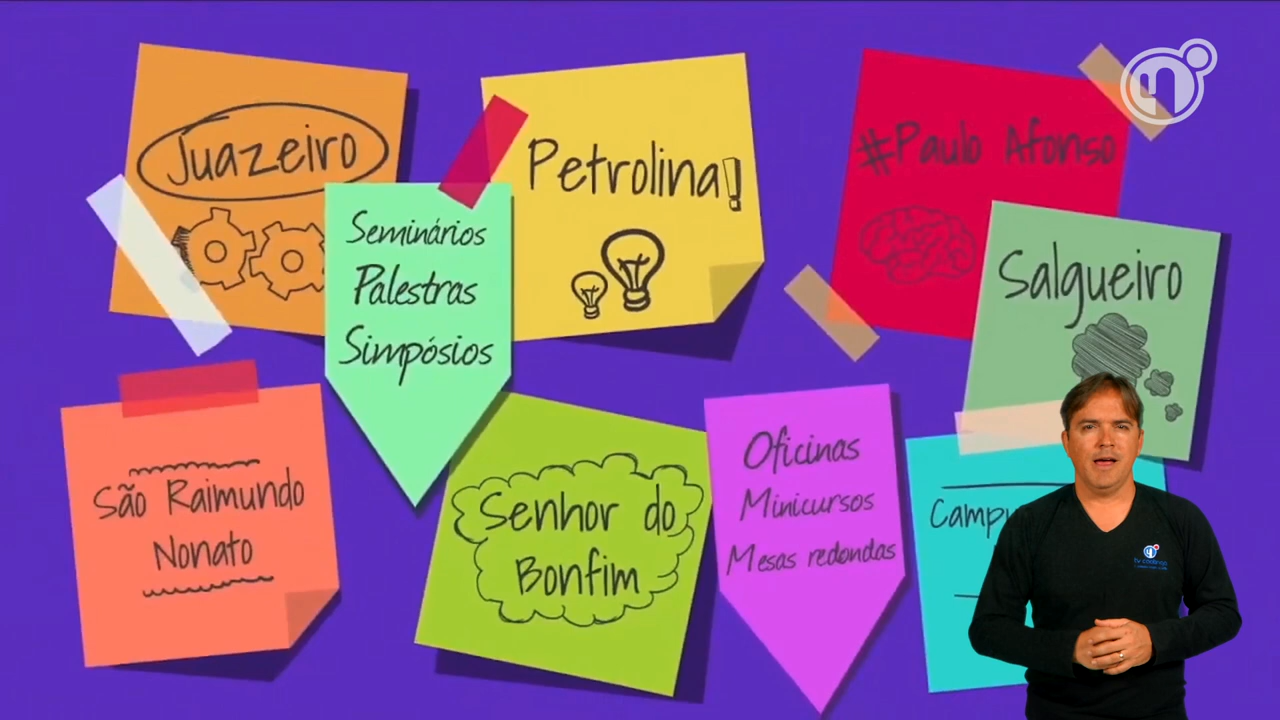 Juazeiro
Seminários
Palestras
Simpósios
Petrolina!
#Paulo Afonso
Salgueiro
São Raimundo
Nonato
Senhor do
Bonfim
Oficinas
Minicursos
Mesas redondas